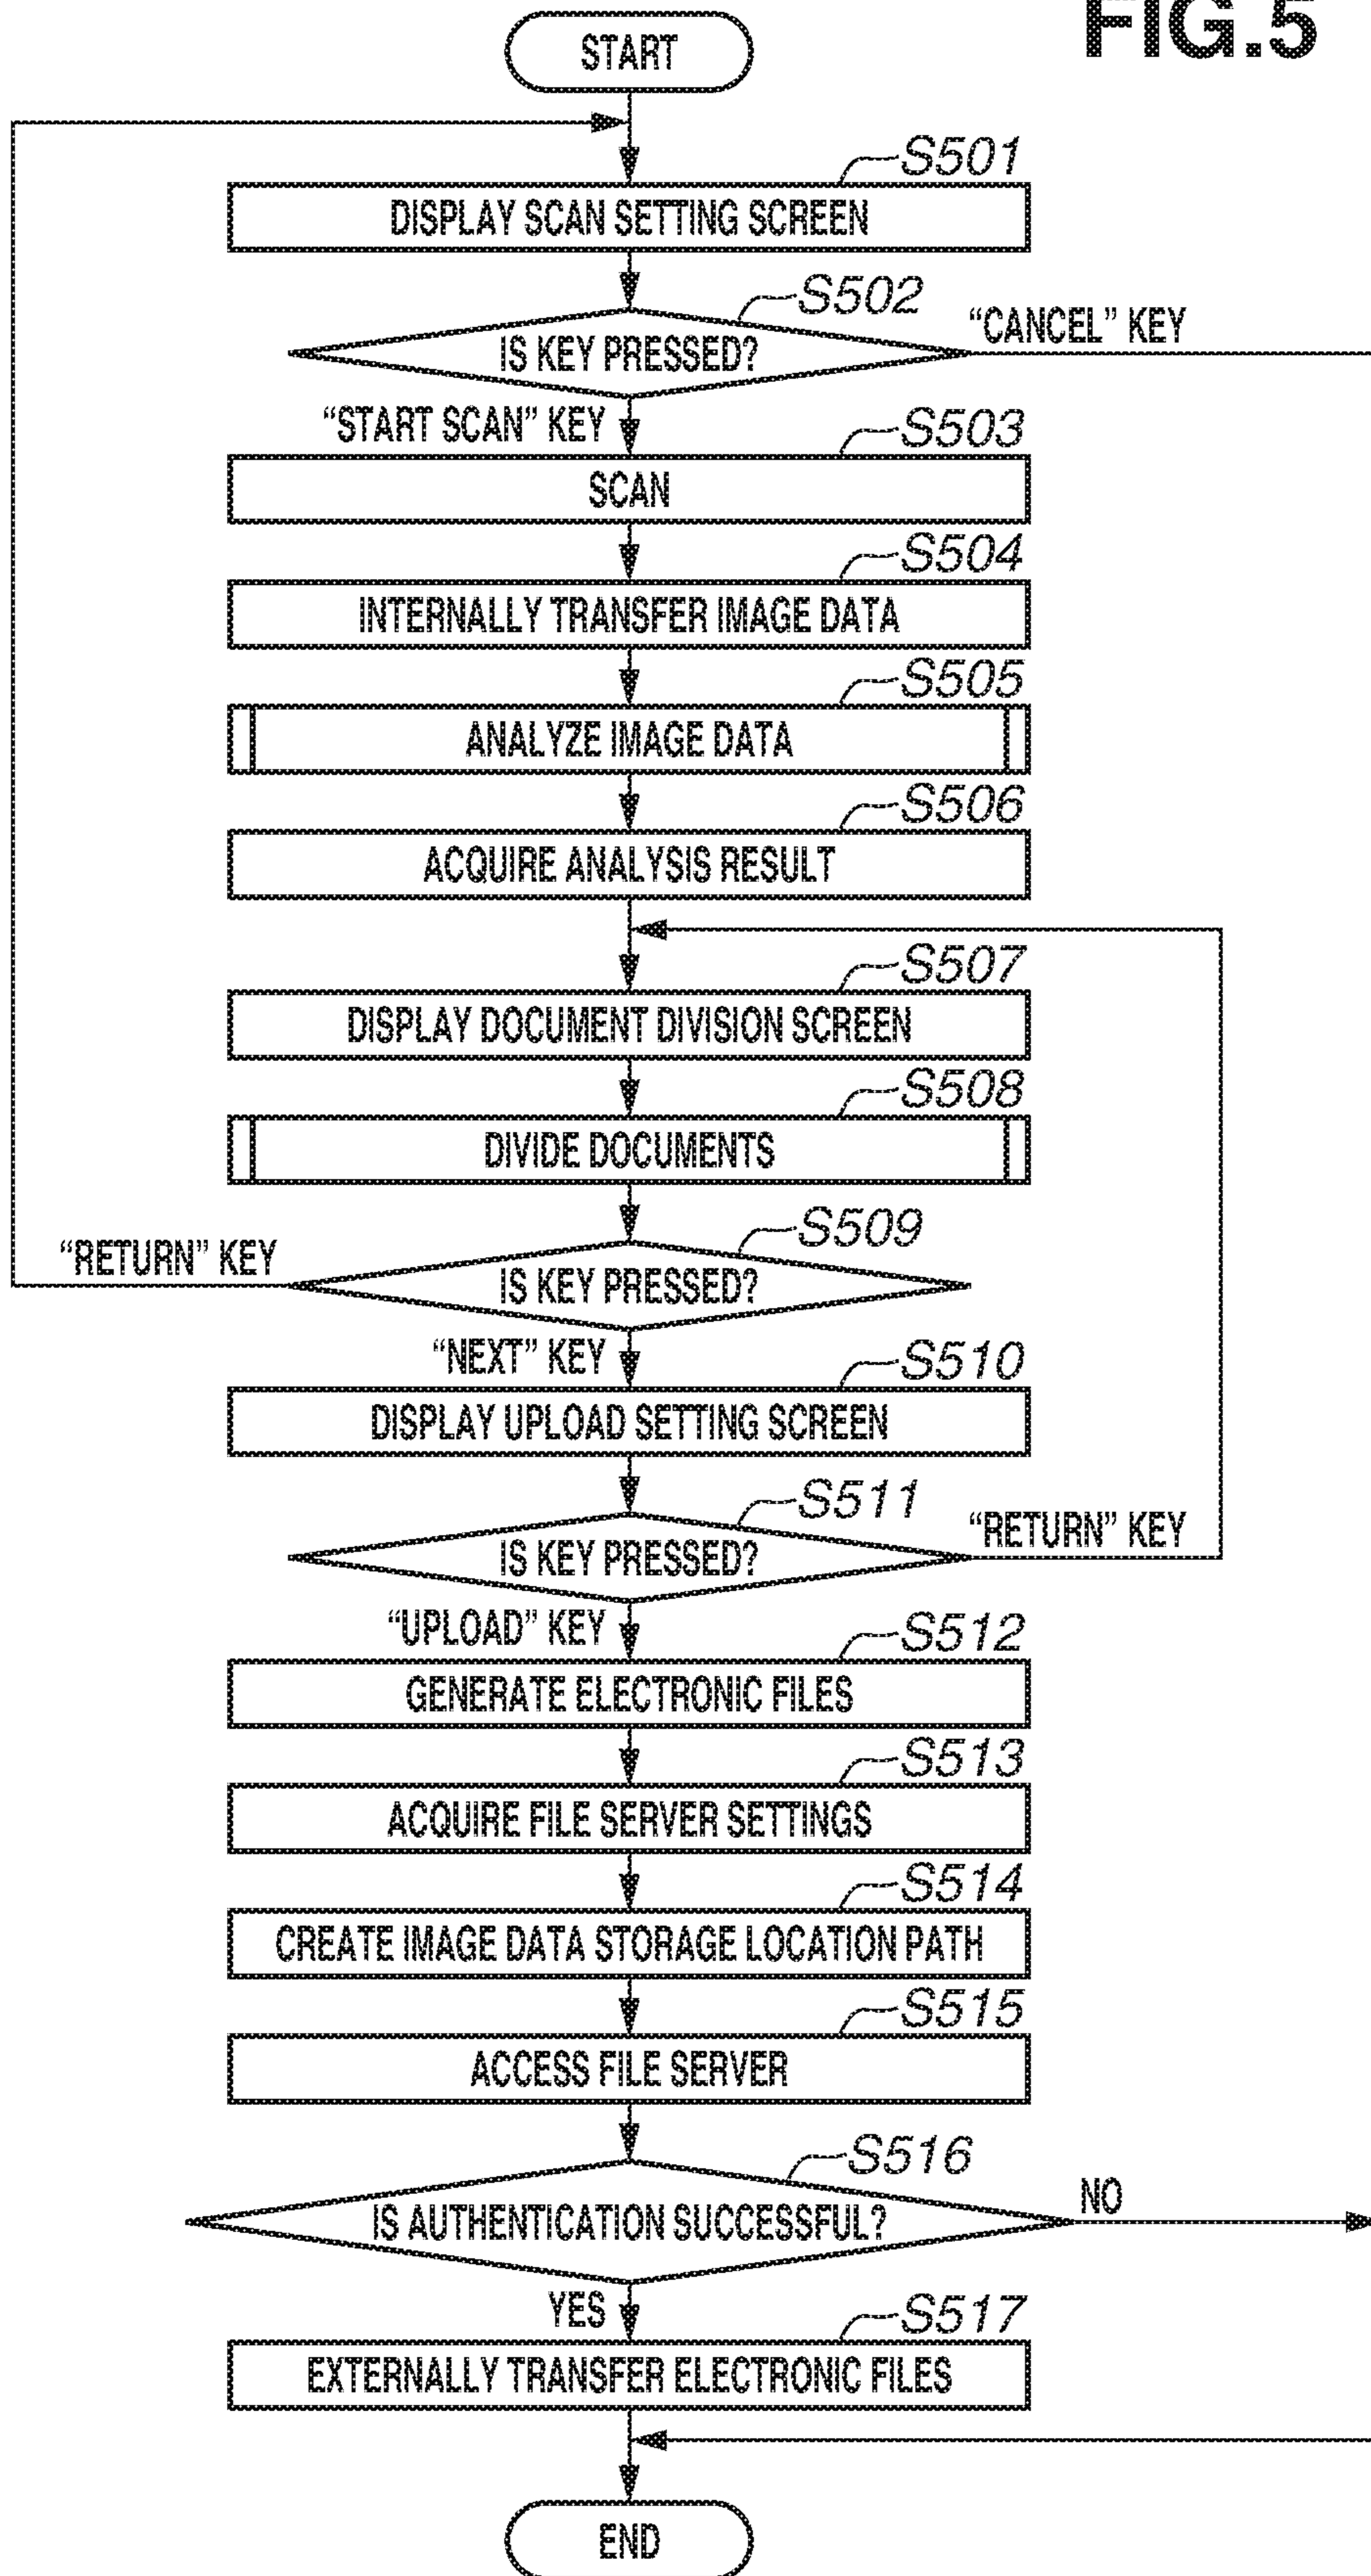 FIG.5
START
S501
DISPLAY SCAN SETTING SCREEN
S502
IS KEY PRESSED?
“CANCEL” KEY
“START SCAN” KEY
S503
SCAN
S504
INTERNALLY TRANSFER IMAGE DATA
S505
ANALYZE IMAGE DATA
S506
ACQUIRE ANALYSIS RESULT
S507
DISPLAY DOCUMENT DIVISION SCREEN
S508
DIVIDE DOCUMENTS
S509
“RETURN” KEY
IS KEY PRESSED?
“NEXT” KEY
S510
DISPLAY UPLOAD SETTING SCREEN
S511
IS KEY PRESSED?
“RETURN” KEY
“UPLOAD” KEY
S512
GENERATE ELECTRONIC FILES
S513
ACQUIRE FILE SERVER SETTINGS
S514
CREATE IMAGE DATA STORAGE LOCATION PATH
S515
ACCESS FILE SERVER
S516
IS AUTHENTICATION SUCCESSFUL?
NO
YES
S517
EXTERNALLY TRANSFER ELECTRONIC FILES
END